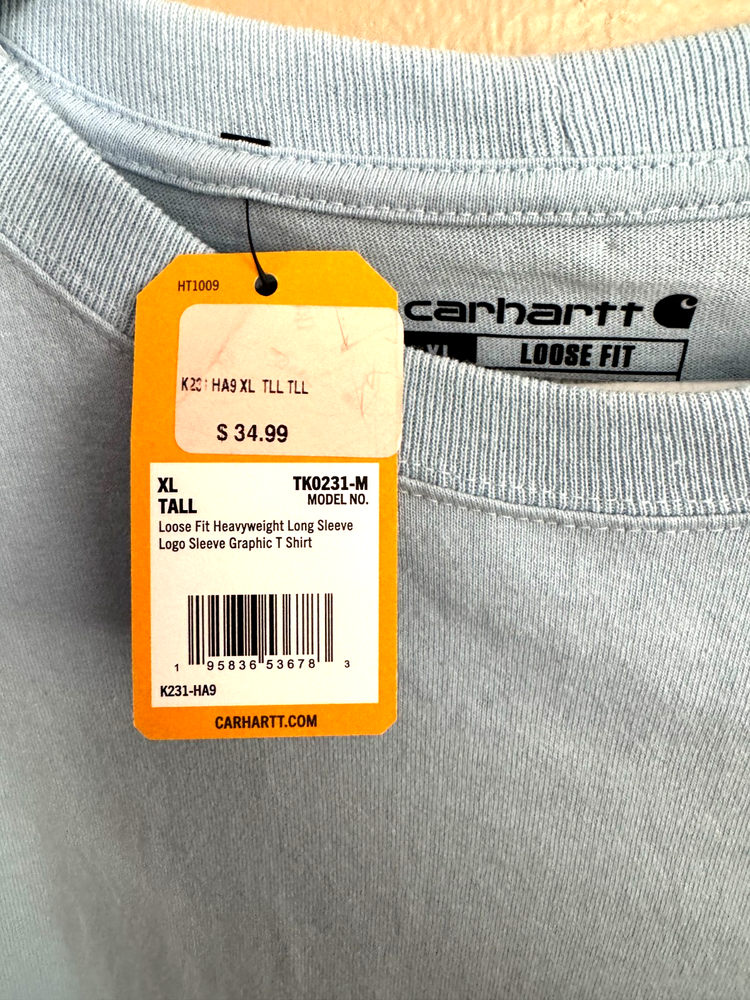 HT1009
carhartt
XL LOOSE FIT
K231 HA9 XL TLL TLL
$ 34.99
XL
TALL
TK0231-M
MODEL NO.
Loose Fit Heavyweight Long Sleeve
Logo Sleeve Graphic T Shirt
1 95836 53678 3
K231-HA9
CARHARTT.COM